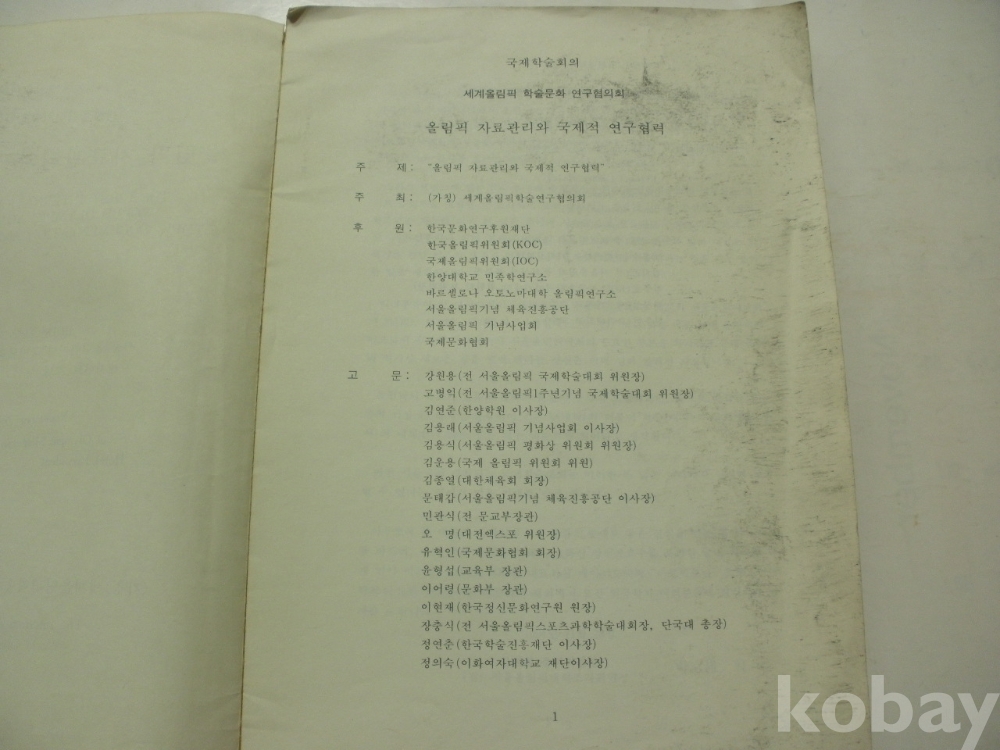 국제학술회의
세계올림픽 학술문화 연구협의회
올림픽 자료관리와 국제적 연구협력
주 제 : "올림픽 자료관리와 국제적 연구협력"
주 최 : (가칭) 세계올림픽학술연구협의회
후 원 : 한국문화연구후원재단
한국올림픽위원회(KOC)
국제올림픽위원회(IOC)
한양대학교 민족학연구소
바르셀로나 오토노마대학 올림픽연구소
서울올림픽기념 체육진흥공단
서울올림픽 기념사업회
국제문화협회
고 문 : 강원용(전 서울올림픽 국제학술대회 위원장)
고병익(전 서울올림픽1주년기념 국제학술대회 위원장)
김연준(한양학원 이사장)
김용래(서울올림픽 기념사업회 이사장)
김용식(서울올림픽 평화상 위원회 위원장)
김운용(국제 올림픽 위원회 위원)
김종열(대한체육회 회장)
문태갑(서울올림픽기념 체육진흥공단 이사장)
민관식(전 문교부장관)
오 명(대전엑스포 위원장)
유혁인(국제문화협회 회장)
윤형섭(교육부 장관)
이어령(문화부 장관)
이현재(한국정신문화연구원 원장)
장충식(전 서울올림픽스포츠과학학술대회장, 단국대 총장)
정연춘(한국학술진흥재단 이사장)
정의숙(이화여자대학교 재단이사장)
1
kobay